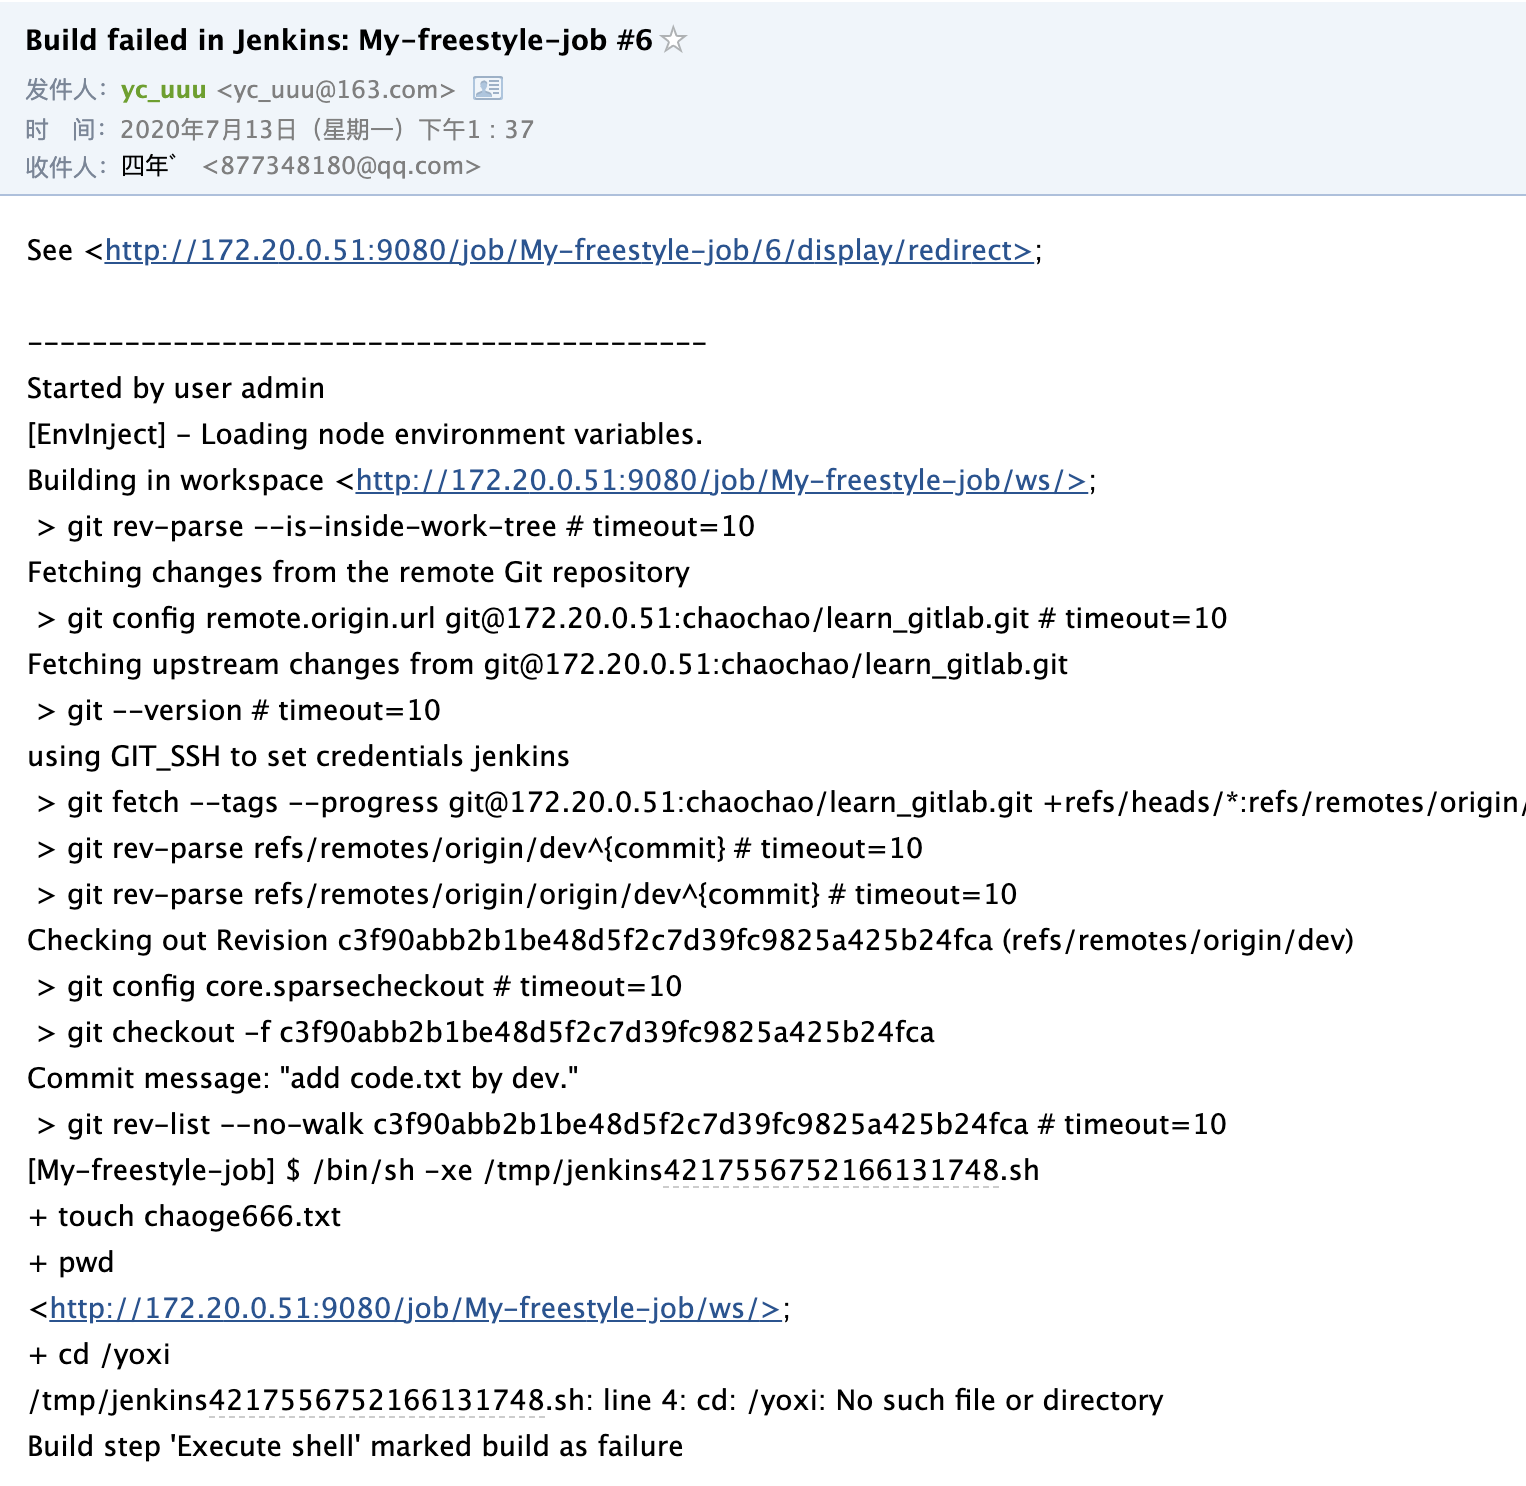 Build failed in Jenkins: My-freestyle-job #6
发件人：yc_uuu <yc_uuu@163.com>
时 间：2020年7月13日（星期一）下午1：37
收件人：四年゛ <877348180@qq.com>
See <http://172.20.0.51:9080/job/My-freestyle-job/6/display/redirect>;
------------------------------------------
Started by user admin
[EnvInject] - Loading node environment variables.
Building in workspace <http://172.20.0.51:9080/job/My-freestyle-job/ws/>;
> git rev-parse --is-inside-work-tree # timeout=10
Fetching changes from the remote Git repository
> git config remote.origin.url git@172.20.0.51:chaochao/learn_gitlab.git # timeout=10
Fetching upstream changes from git@172.20.0.51:chaochao/learn_gitlab.git
> git --version # timeout=10
using GIT_SSH to set credentials jenkins
> git fetch --tags --progress git@172.20.0.51:chaochao/learn_gitlab.git +refs/heads/*:refs/remotes/origin/
> git rev-parse refs/remotes/origin/dev^{commit} # timeout=10
> git rev-parse refs/remotes/origin/origin/dev^{commit} # timeout=10
Checking out Revision c3f90abb2b1be48d5f2c7d39fc9825a425b24fca (refs/remotes/origin/dev)
> git config core.sparsecheckout # timeout=10
> git checkout -f c3f90abb2b1be48d5f2c7d39fc9825a425b24fca
Commit message: "add code.txt by dev."
> git rev-list --no-walk c3f90abb2b1be48d5f2c7d39fc9825a425b24fca # timeout=10
[My-freestyle-job] $ /bin/sh -xe /tmp/jenkins4217556752166131748.sh
+ touch chaoge666.txt
+ pwd
<http://172.20.0.51:9080/job/My-freestyle-job/ws/>;
+ cd /yoxi
/tmp/jenkins4217556752166131748.sh: line 4: cd: /yoxi: No such file or directory
Build step 'Execute shell' marked build as failure